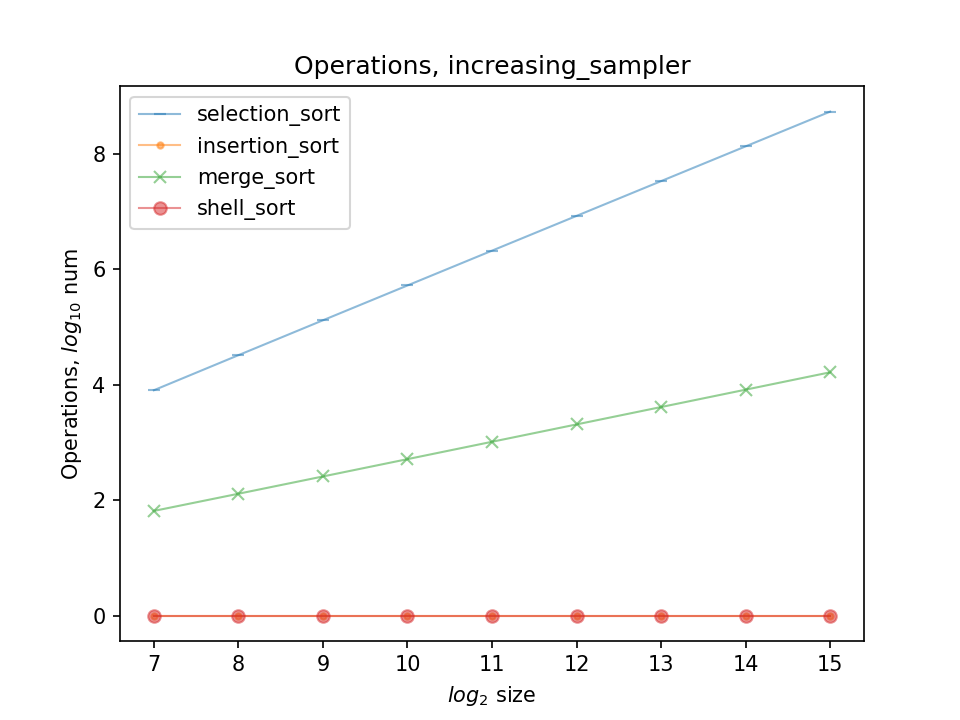 Operations, increasing_sampler
selection_sort
insertion_sort
merge_sort
shell_sort
Operations, log10 num
8
6
4
2
0
7 8 9 10 11 12 13 14 15
log2 size